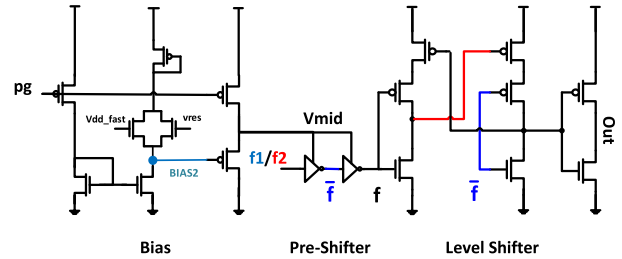 pg
Vdd_fast
vres
BIAS2
Vmid
f1/f2
f̅
f
f̅
Out
Bias
Pre-Shifter
Level Shifter